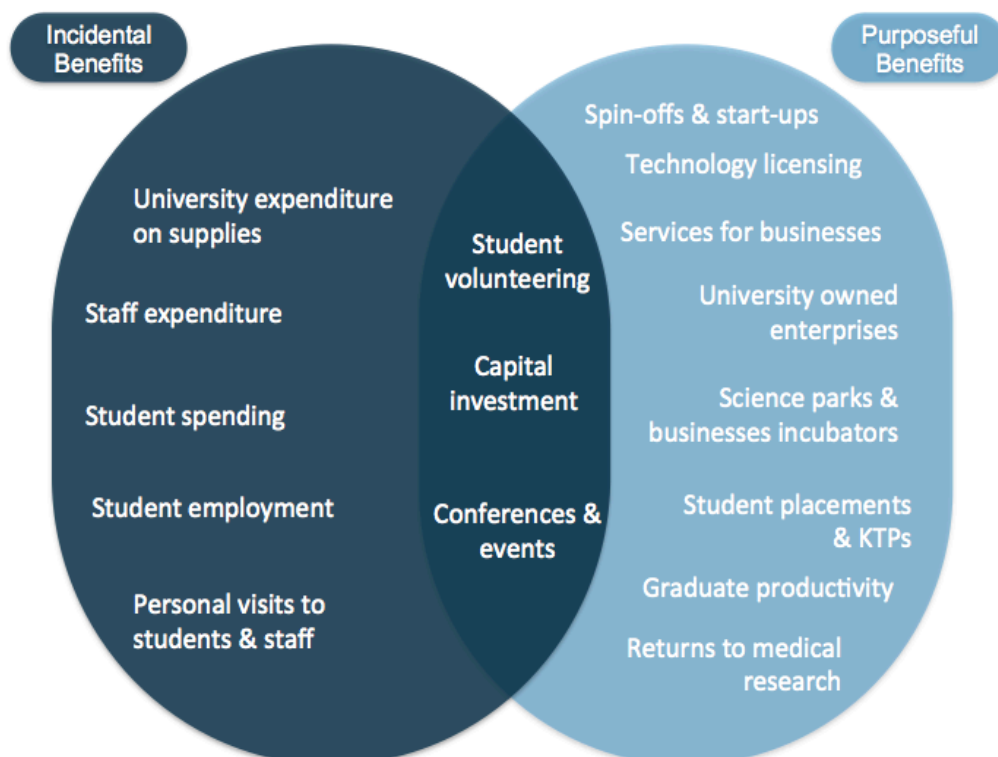 Incidental
Benefits
Purposeful
Benefits
University expenditure
on supplies
Staff expenditure
Student spending
Student employment
Personal visits to
students & staff
Student
volunteering
Capital
investment
Conferences &
events
Spin-offs & start-ups
Technology licensing
Services for businesses
University owned
enterprises
Science parks &
businesses incubators
Student placements
& KTPs
Graduate productivity
Returns to medical
research